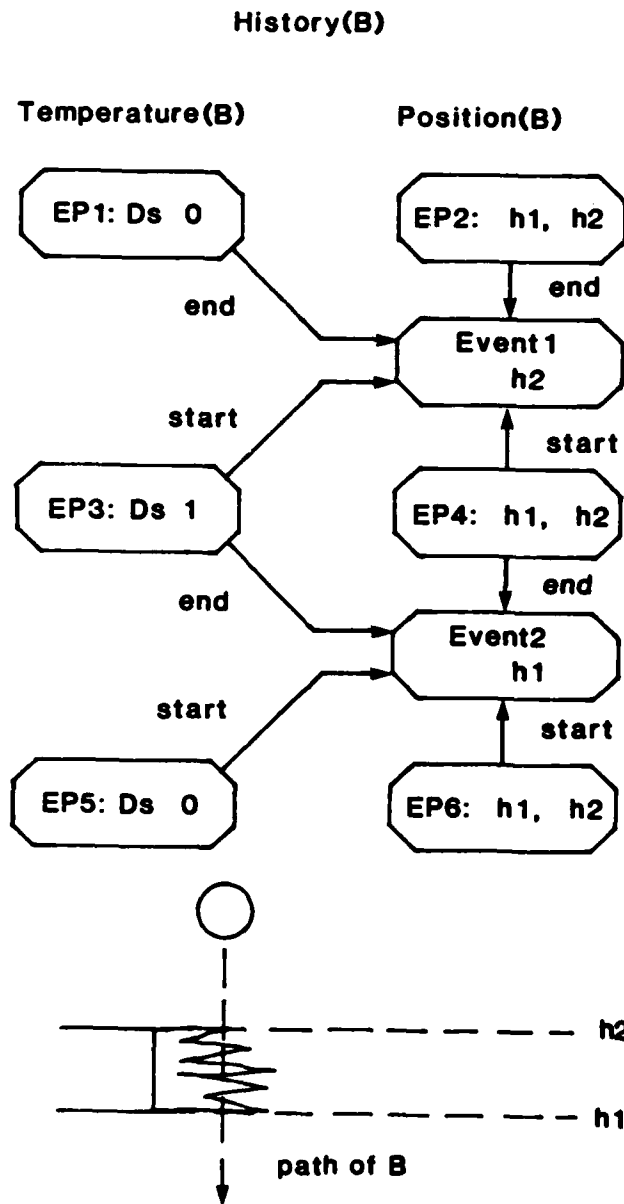 History(B)
Temperature(B) Position(B)
EP1: Ds 0
EP2: h1, h2
end
end
Event1
h2
start
start
EP3: Ds 1
EP4: h1, h2
end
end
Event2
h1
start
start
EP5: Ds 0
EP6: h1, h2
h2
h1
path of B